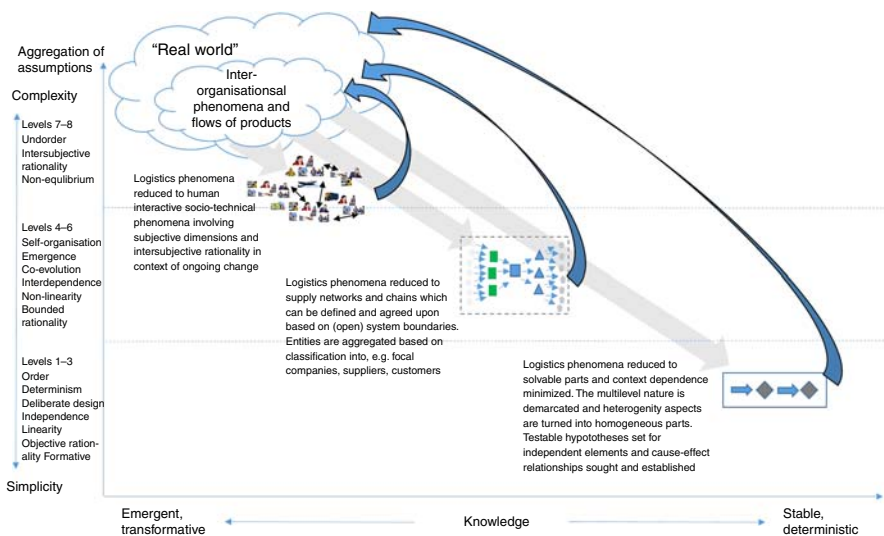 Aggregation of
assumptions
Complexity
Levels 7–8
Undorder
Intersubjective
rationality
Non-equlibrium
Levels 4–6
Self-organisation
Emergence
Co-evolution
Interdependence
Non-linearity
Bounded
rationality
Levels 1–3
Order
Determinism
Deliberate design
Independence
Linearity
Objective ration-
ality Formative
Simplicity
“Real world”
Inter-
organisationsal
phenomena and
flows of products
Logistics phenomena
reduced to human
interactive socio-technical
phenomena involving
subjective dimensions and
intersubjective rationality in
context of ongoing change
Logistics phenomena reduced to
supply networks and chains which
can be defined and agreed upon
based on (open) system boundaries.
Entities are aggregated based on
classification into, e.g. focal
companies, suppliers, customers
Logistics phenomena reduced to
solvable parts and context dependence
minimized. The multilevel nature is
demarcated and heterogenity aspects
are turned into homogeneous parts.
Testable hypototheses set for
independent elements and cause-effect
relationships sought and established
Emergent,
transformative
Knowledge
Stable,
deterministic